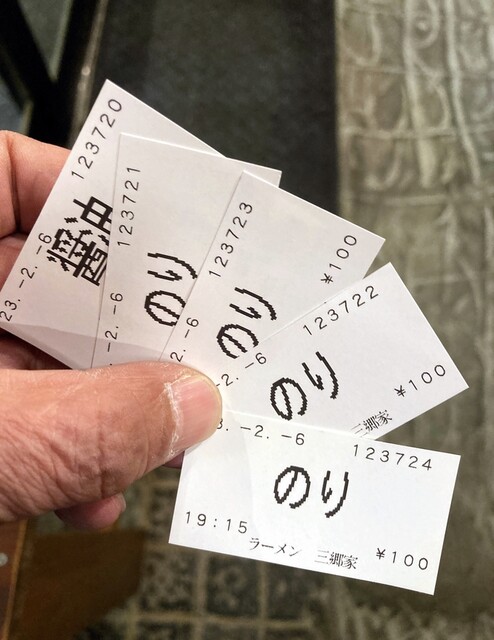 123720
醤油
23.-2.-6
123721
のり
-2.-6
123723
のり
¥100
-2.-6
123722
のり
¥100
三郷家
3.-2.-6
123724
のり
19:15
ラーメン 三郷家 ¥100